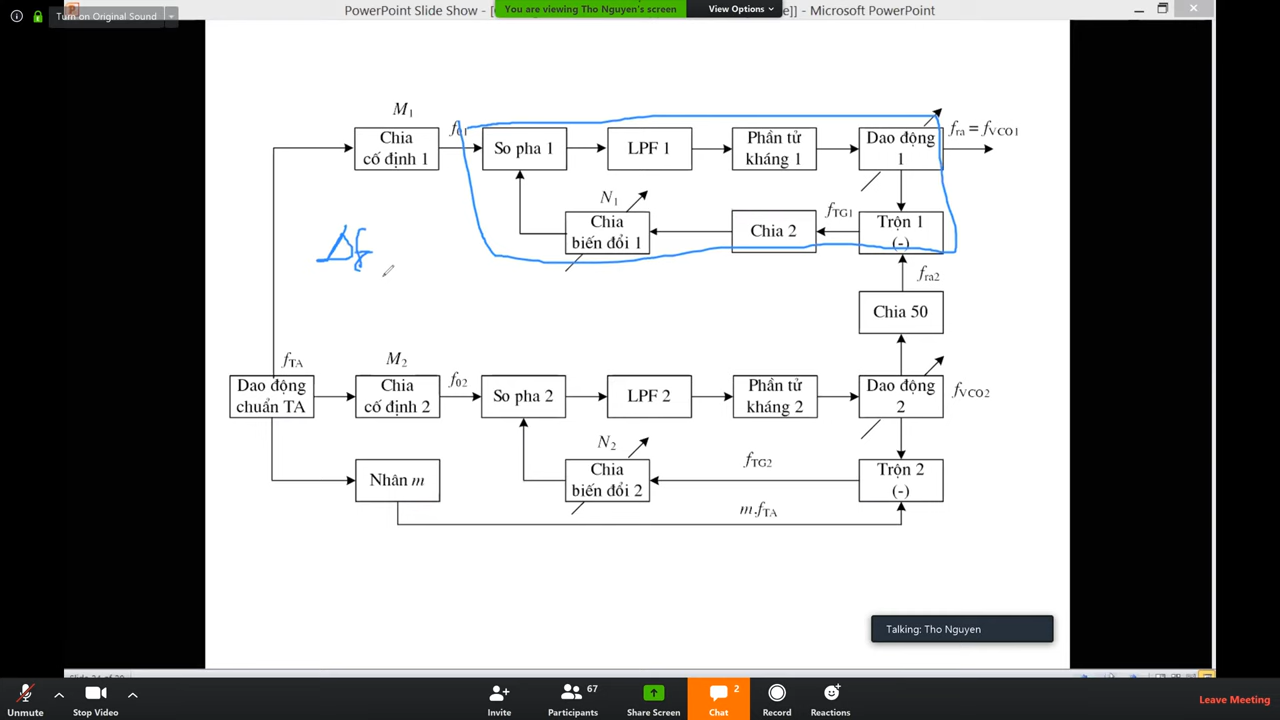 PowerPoint Slide Show - [
e]] - Microsoft PowerPoint
You are viewing Tho Nguyen's screen
View Options
Turn on Original Sound
M1
Chia
cố định 1
f01
So pha 1
LPF 1
Phần tử
kháng 1
Dao động
1
fra = fVCO1
N1
Chia
biến đổi 1
Chia 2
fTG1
Trộn 1
(-)
Δf
fra2
Chia 50
fTA
Dao động
chuẩn TA
M2
Chia
cố định 2
f02
So pha 2
LPF 2
Phần tử
kháng 2
Dao động
2
fVCO2
N2
Chia
biến đổi 2
fTG2
Trộn 2
(-)
Nhân m
m.fTA
Talking: Tho Nguyen
Unmute
Stop Video
Invite
67
Participants
Share Screen
2
Chat
Record
Reactions
Leave Meeting